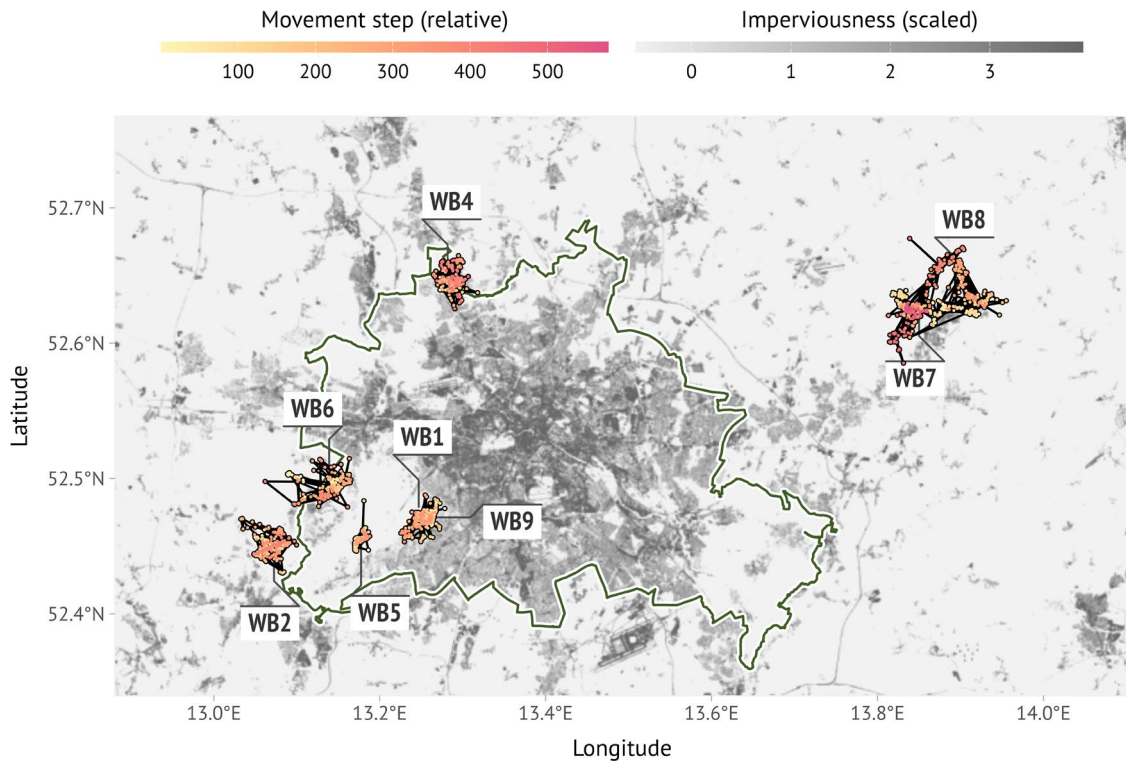 Movement step (relative)
Imperviousness (scaled)
100 200 300 400 500
0 1 2 3
52.7°N
52.6°N
52.5°N
52.4°N
Latitude
WB4
WB8
WB7
WB6
WB1
WB9
WB2
WB5
13.0°E 13.2°E 13.4°E 13.6°E 13.8°E 14.0°E
Longitude